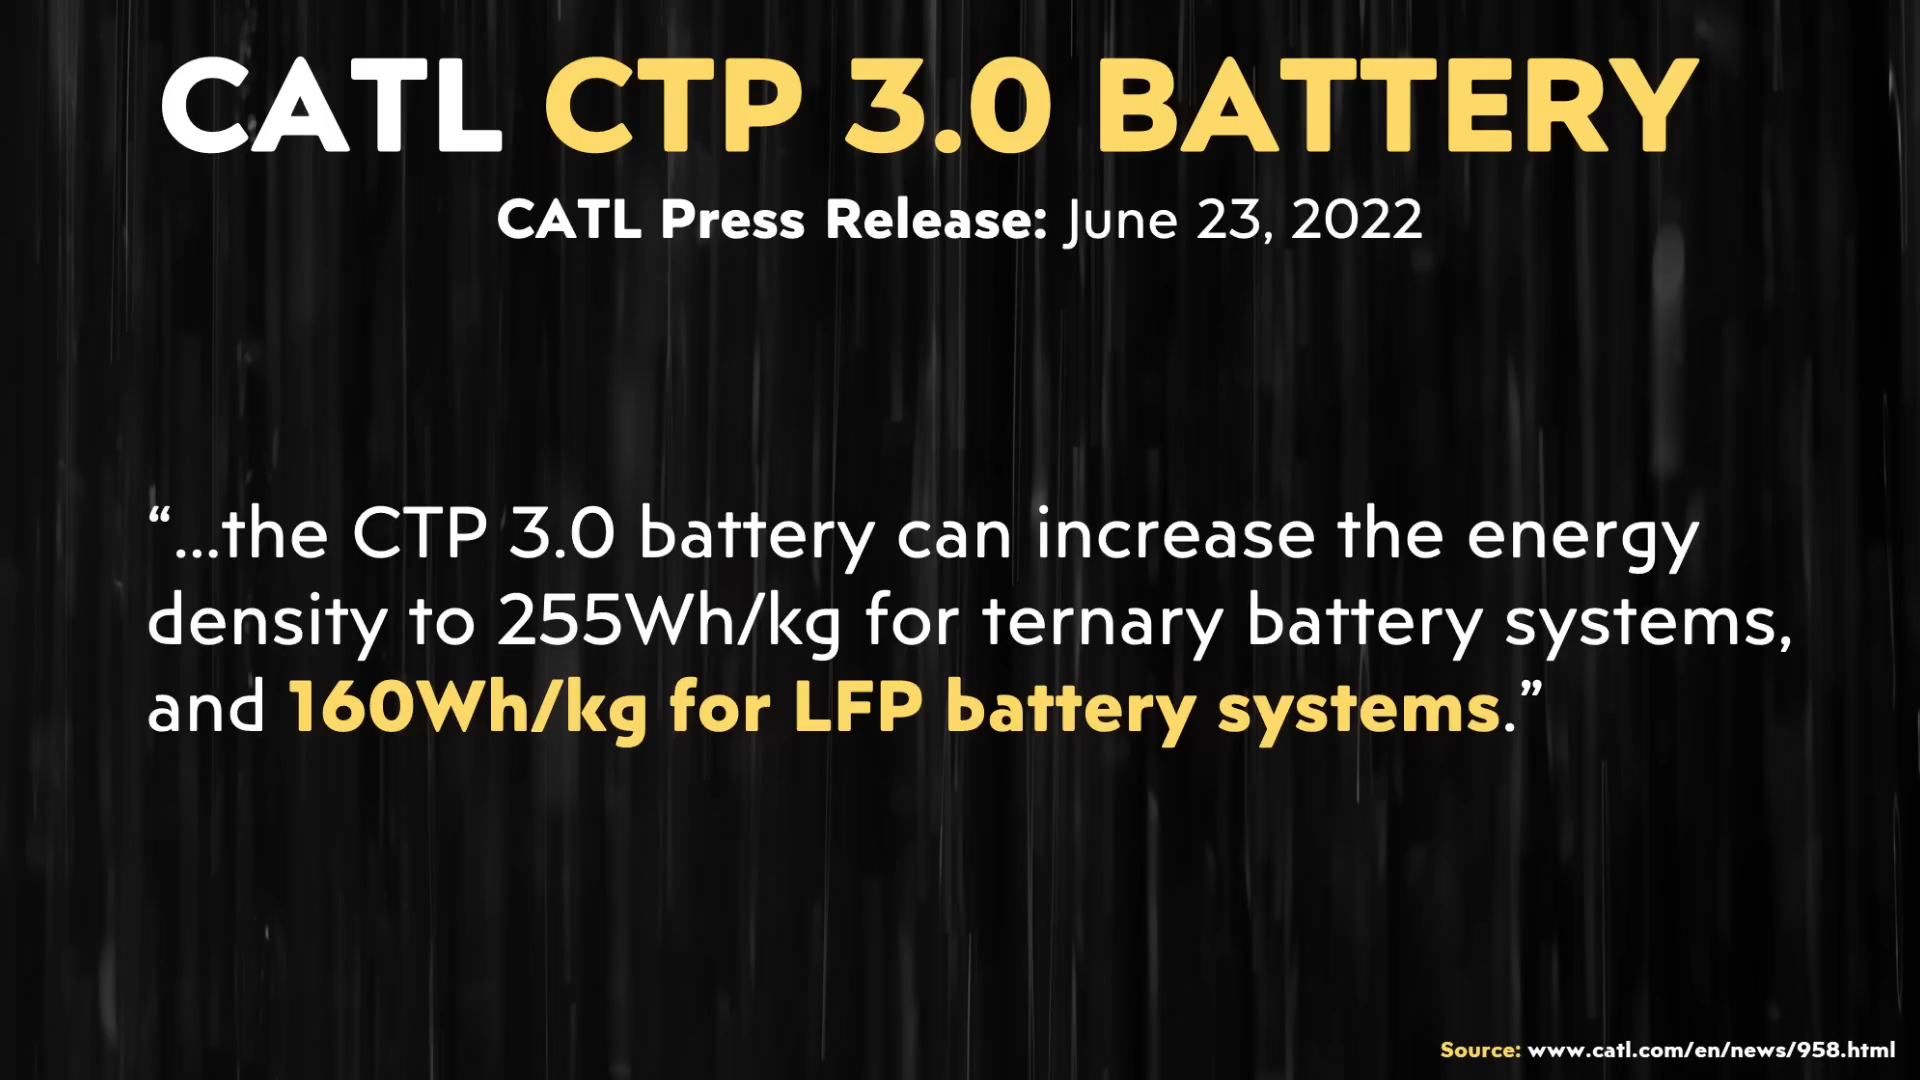 CATL CTP 3.0 BATTERY
CATL Press Release: June 23, 2022
“...the CTP 3.0 battery can increase the energy
density to 255Wh/kg for ternary battery systems,
and 160Wh/kg for LFP battery systems.”
Source: www.catl.com/en/news/958.html